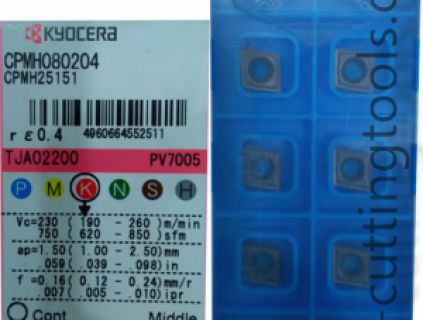 KYOCERA
CPMH080204
CPMH25151
rε0.4 4960664552511
TJA02200 PV7005
P M K N S H
Vc=230 ( 190 - 260) m/min
750 ( 620 - 850) sfm
ap=1.50 (1.00 - 2.50) mm
.059 (.039 - .098) in
f =0.16(0.12 - 0.24)mm/r
.007 (.005 - .010) ipr
Cont Middle
-cuttingtools.co